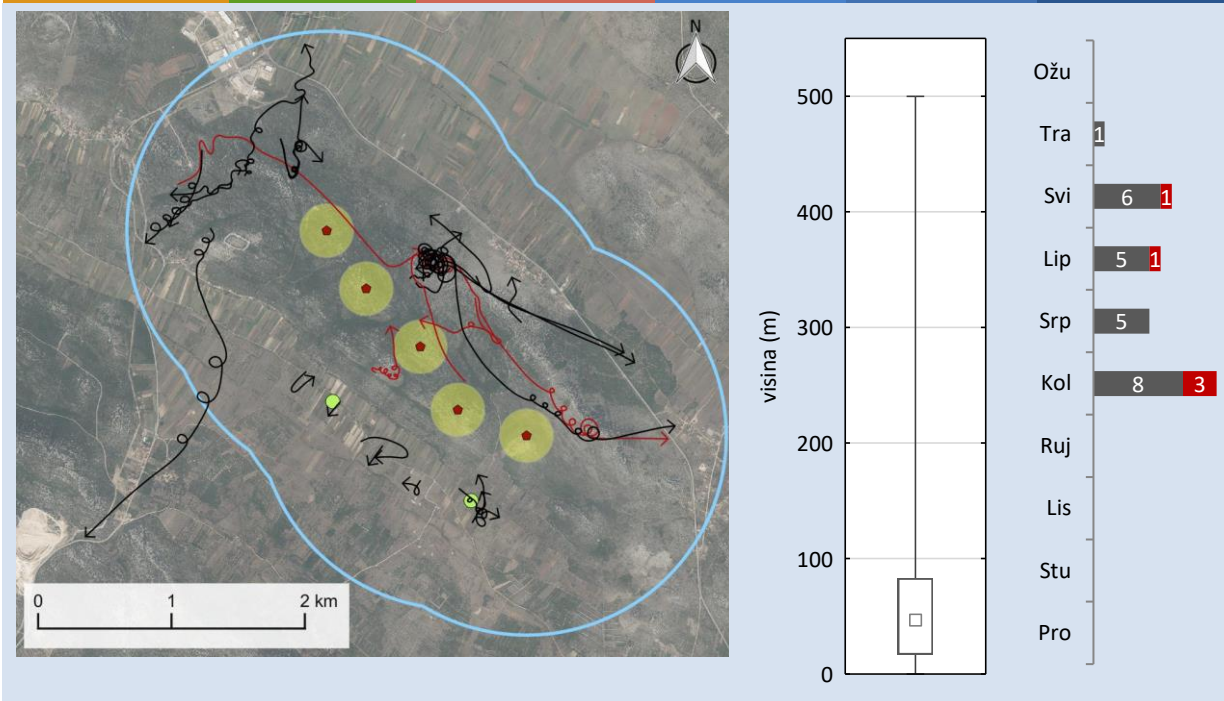 N
0 1 2 km
visina (m)
500
400
300
200
100
0
Ožu
Tra 1
Svi 6 1
Lip 5 1
Srp 5
Kol 8 3
Ruj
Lis
Stu
Pro